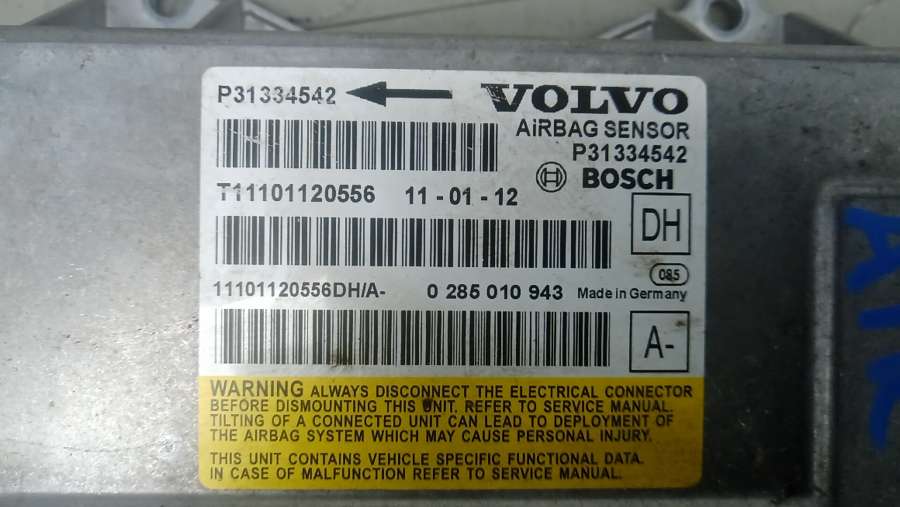 P31334542
VOLVO
AiRBAG SENSOR
P31334542
BOSCH
T11101120556 11 - 01 - 12
DH
085
11101120556DH/A- 0 285 010 943 Made in Germany
A-
WARNING ALWAYS DISCONNECT THE ELECTRICAL CONNECTOR
BEFORE DISMOUNTING THIS UNIT. REFER TO SERVICE MANUAL.
TILTING OF A CONNECTED UNIT CAN LEAD TO DEPLOYMENT OF
THE AIRBAG SYSTEM WHICH MAY CAUSE PERSONAL INJURY.
THIS UNIT CONTAINS VEHICLE SPECIFIC FUNCTIONAL DATA.
IN CASE OF MALFUNCTION REFER TO SERVICE MANUAL.